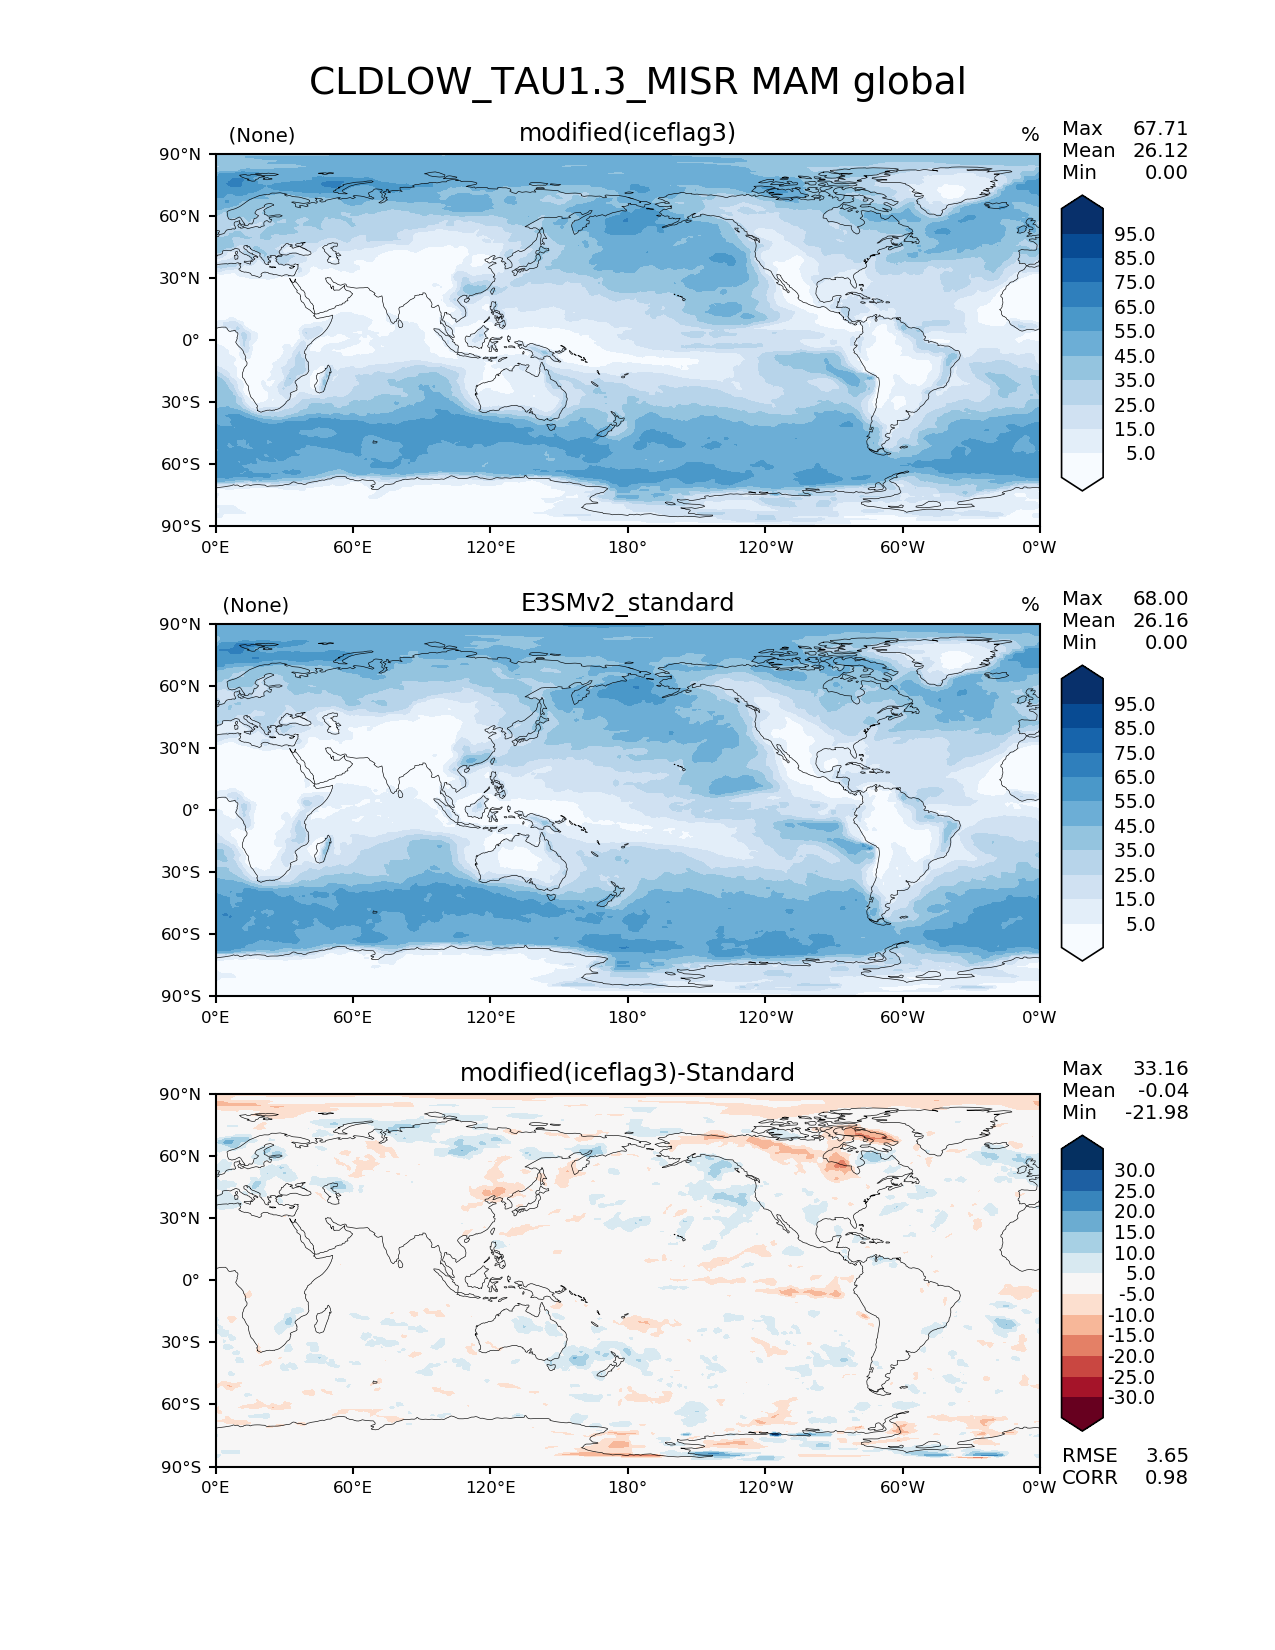 CLDLOW_TAU1.3_MISR MAM global
(None) modified(iceflag3) %
Max 67.71
Mean 26.12
Min 0.00
90°N
60°N
30°N
0°
30°S
60°S
90°S
0°E 60°E 120°E 180° 120°W 60°W 0°W
95.0
85.0
75.0
65.0
55.0
45.0
35.0
25.0
15.0
5.0
(None) E3SMv2_standard %
Max 68.00
Mean 26.16
Min 0.00
90°N
60°N
30°N
0°
30°S
60°S
90°S
0°E 60°E 120°E 180° 120°W 60°W 0°W
95.0
85.0
75.0
65.0
55.0
45.0
35.0
25.0
15.0
5.0
modified(iceflag3)-Standard
Max 33.16
Mean -0.04
Min -21.98
90°N
60°N
30°N
0°
30°S
60°S
90°S
0°E 60°E 120°E 180° 120°W 60°W 0°W
30.0
25.0
20.0
15.0
10.0
5.0
-5.0
-10.0
-15.0
-20.0
-25.0
-30.0
RMSE 3.65
CORR 0.98